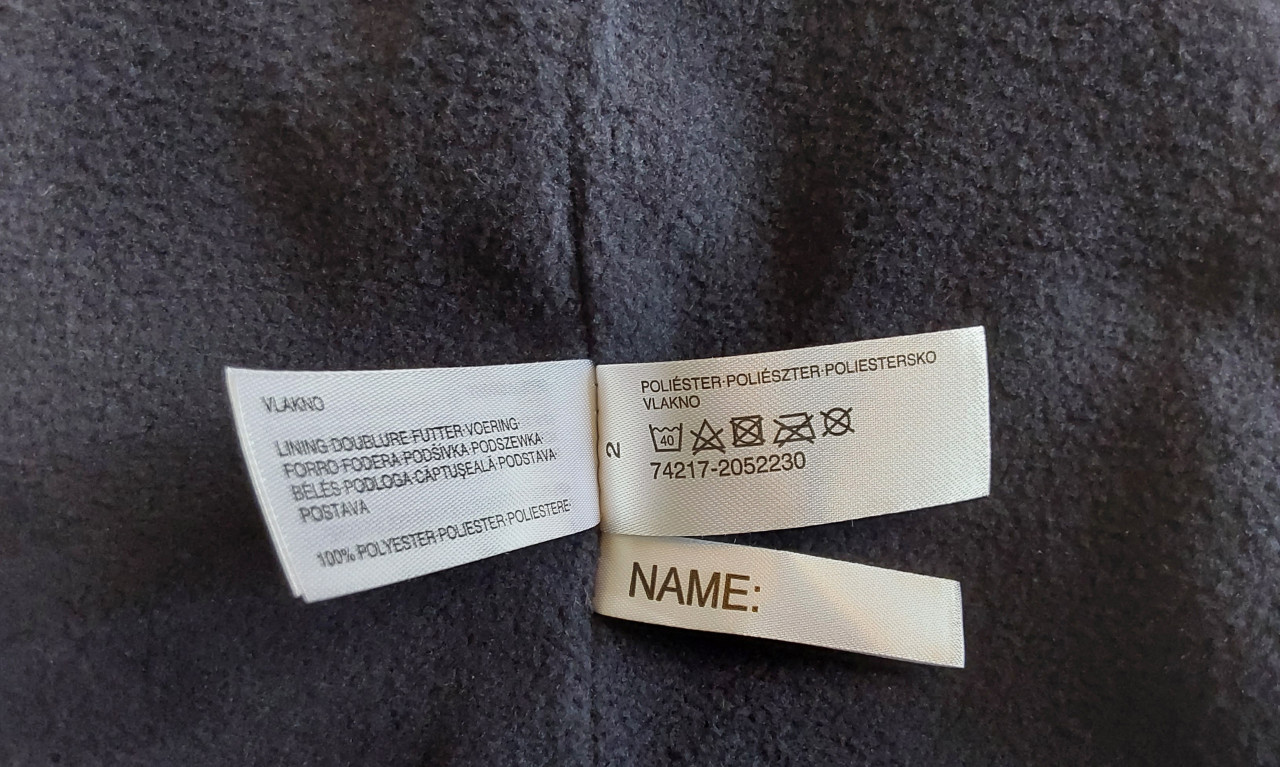 VLAKNO
LINING·DOUBLURE·FUTTER·VOERING·
FORRO·FODERA·PODŠÍVKA·PODSZEWKA·
BÉLÉS·PODLOGA·CĂPTUŞEALĂ·PODSTAVA·
POSTAVA
100% POLYESTER·POLIESTER·POLIESTERE·
2
POLIÉSTER·POLIÉSZTER·POLIESTERSKO
VLAKNO
40
74217-2052230
NAME: